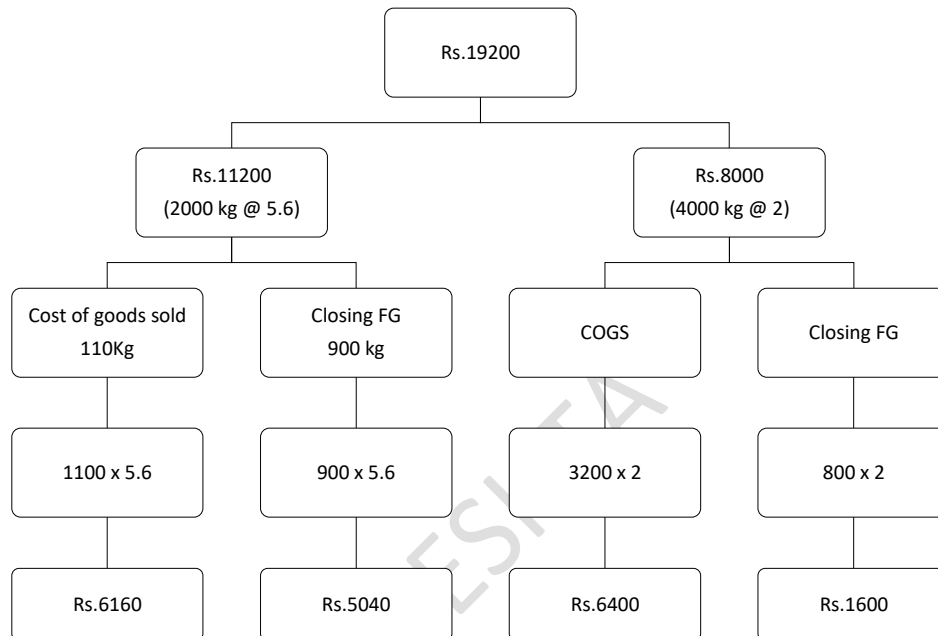 Rs.19200
Rs.11200
(2000 kg @ 5.6)
Rs.8000
(4000 kg @ 2)
Cost of goods sold
110Kg
Closing FG
900 kg
COGS
Closing FG
1100 x 5.6
900 x 5.6
3200 x 2
800 x 2
Rs.6160
Rs.5040
Rs.6400
Rs.1600